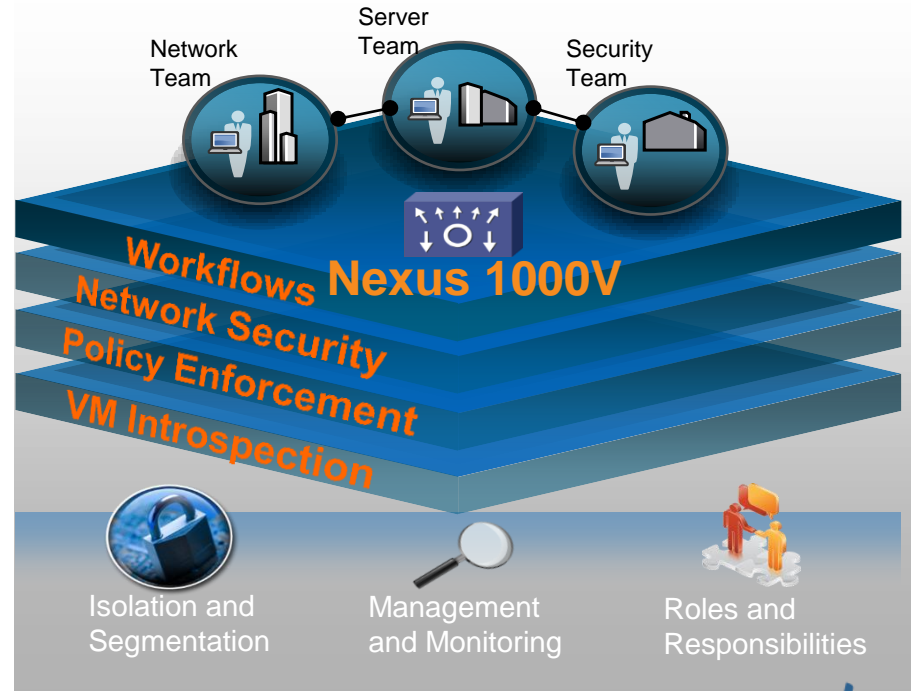 Server
Team
Network
Team
Security
Team
Workflows
Nexus 1000V
Network Security
Policy Enforcement
VM Introspection
Isolation and
Segmentation
Management
and Monitoring
Roles and
Responsibilities